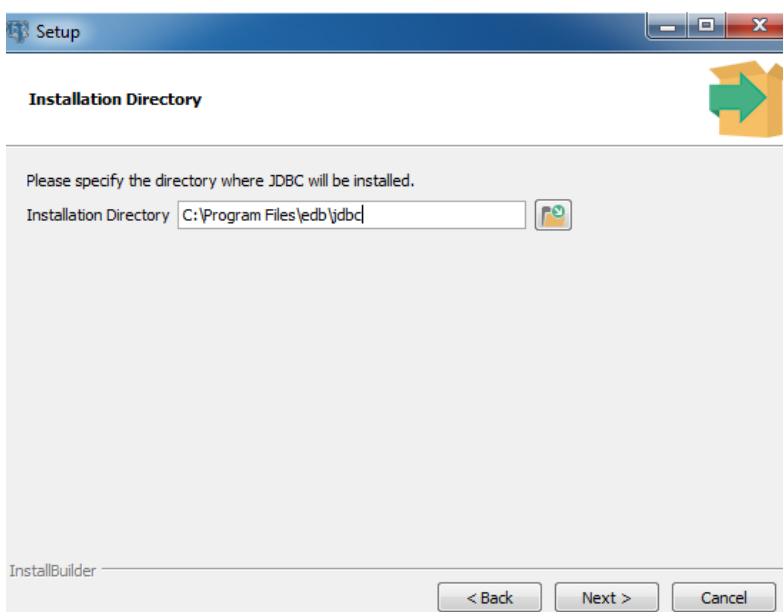 Setup
Installation Directory
Please specify the directory where JDBC will be installed.
Installation Directory C:\Program Files\edb\jdbc
InstallBuilder
< Back Next > Cancel